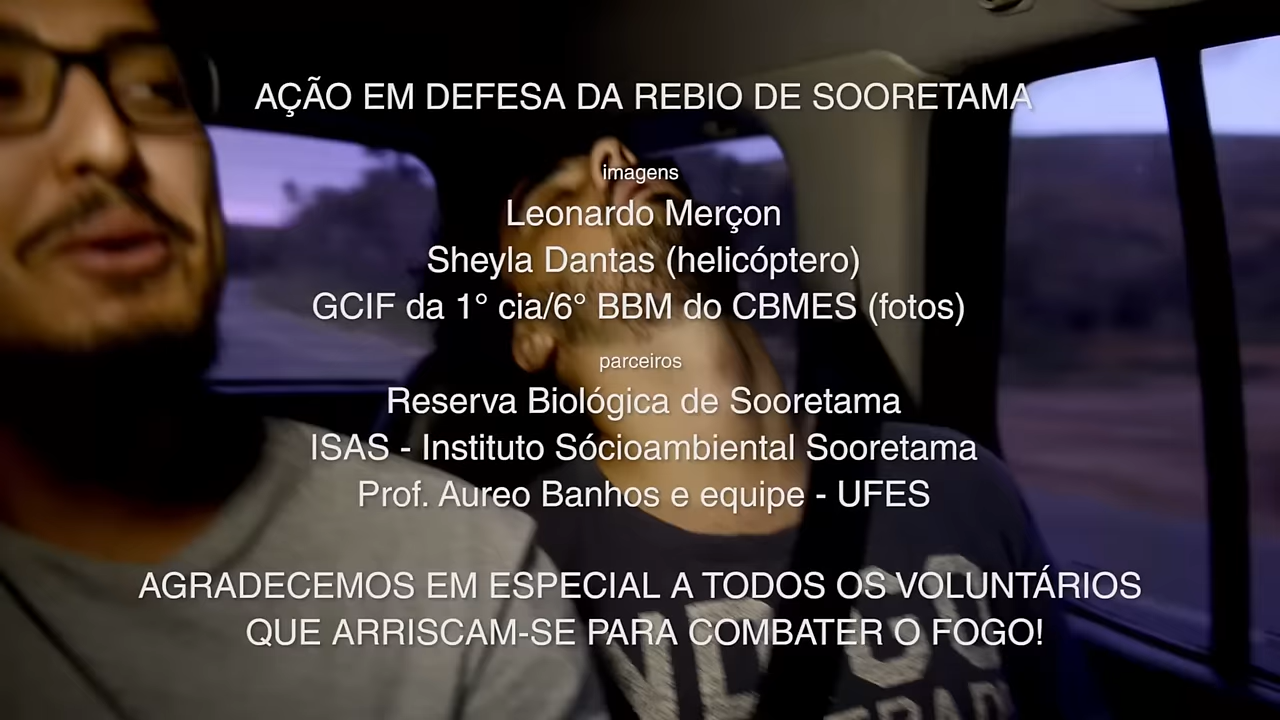 AÇÃO EM DEFESA DA REBIO DE SOORETAMA
imagens
Leonardo Merçon
Sheyla Dantas (helicóptero)
GCIF da 1° cia/6° BBM do CBMES (fotos)
parceiros
Reserva Biológica de Sooretama
ISAS - Instituto Sócioambiental Sooretama
Prof. Aureo Banhos e equipe - UFES
AGRADECEMOS EM ESPECIAL A TODOS OS VOLUNTÁRIOS
QUE ARRISCAM-SE PARA COMBATER O FOGO!